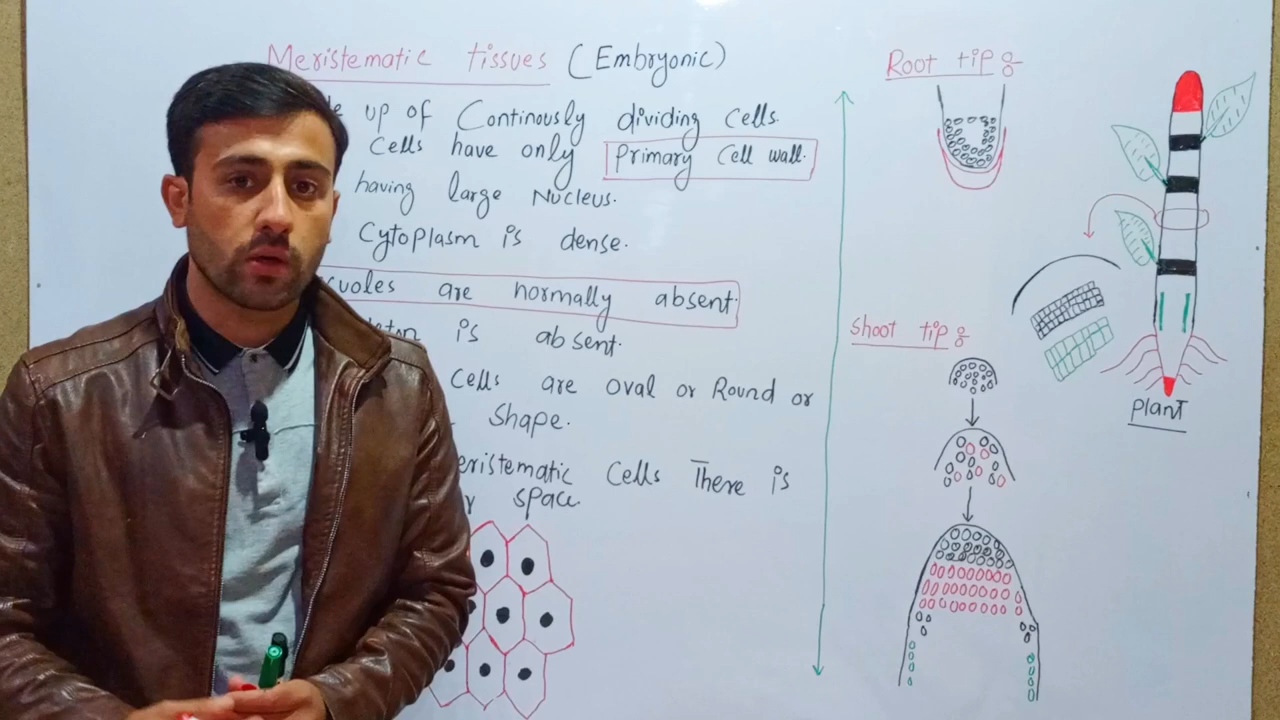 Meristematic tissues (Embryonic)
up of Continously dividing cells
Cells have only Primary Cell wall.
having large Nucleus.
Cytoplasm is dense.
are normally absent.
is absent.
Cells are oval or Round or
Shape.
Cells There is
space
Root tip:
Shoot tip:
Plant